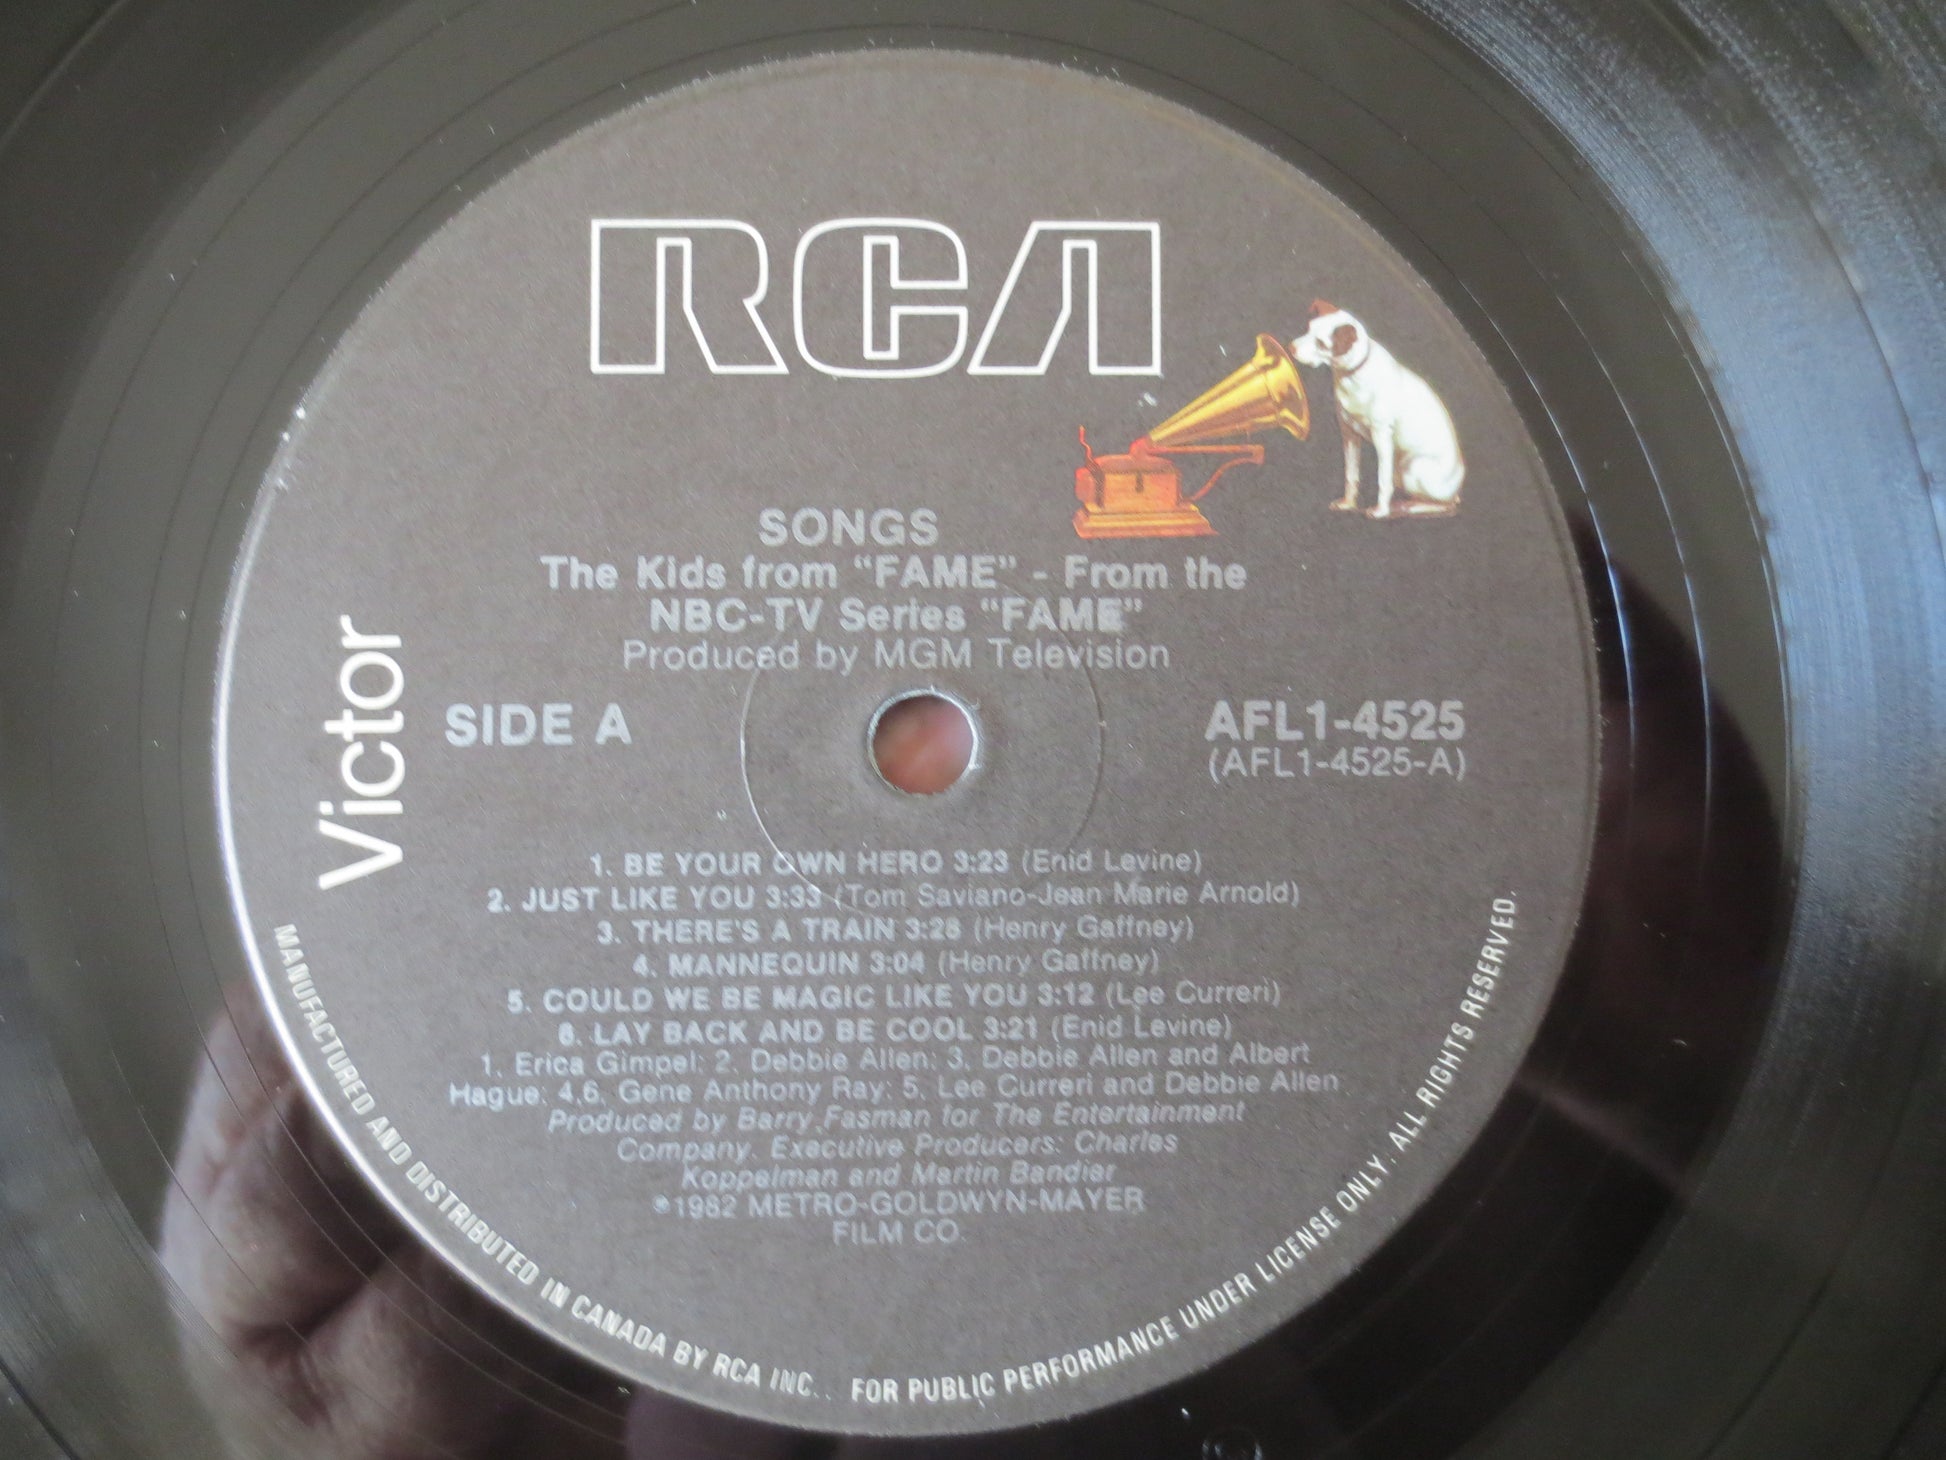 RCA
Victor
SONGS
The Kids from "FAME" - From the
NBC-TV Series "FAME"
Produced by MGM Television
SIDE A
AFL1-4525
(AFL1-4525-A)
1. BE YOUR OWN HERO 3:23 (Enid Levine)
2. JUST LIKE YOU 3:33 (Tom Saviano-Jean Marie Arnold)
3. THERE'S A TRAIN 3:28 (Henry Gaffney)
4. MANNEQUIN 3:04 (Henry Gaffney)
5. COULD WE BE MAGIC LIKE YOU 3:12 (Lee Curreri)
6. LAY BACK AND BE COOL 3:21 (Enid Levine)
1. Erica Gimpel: 2. Debbie Allen: 3. Debbie Allen and Albert
Hague: 4,6. Gene Anthony Ray: 5. Lee Curreri and Debbie Allen
Produced by Barry Fasman for The Entertainment
Company. Executive Producers: Charles
Koppelman and Martin Bandier
℗1982 METRO-GOLDWYN-MAYER
FILM CO.
MANUFACTURED AND DISTRIBUTED IN CANADA BY RCA INC.. FOR PUBLIC PERFORMANCE UNDER LICENSE ONLY. ALL RIGHTS RESERVED.